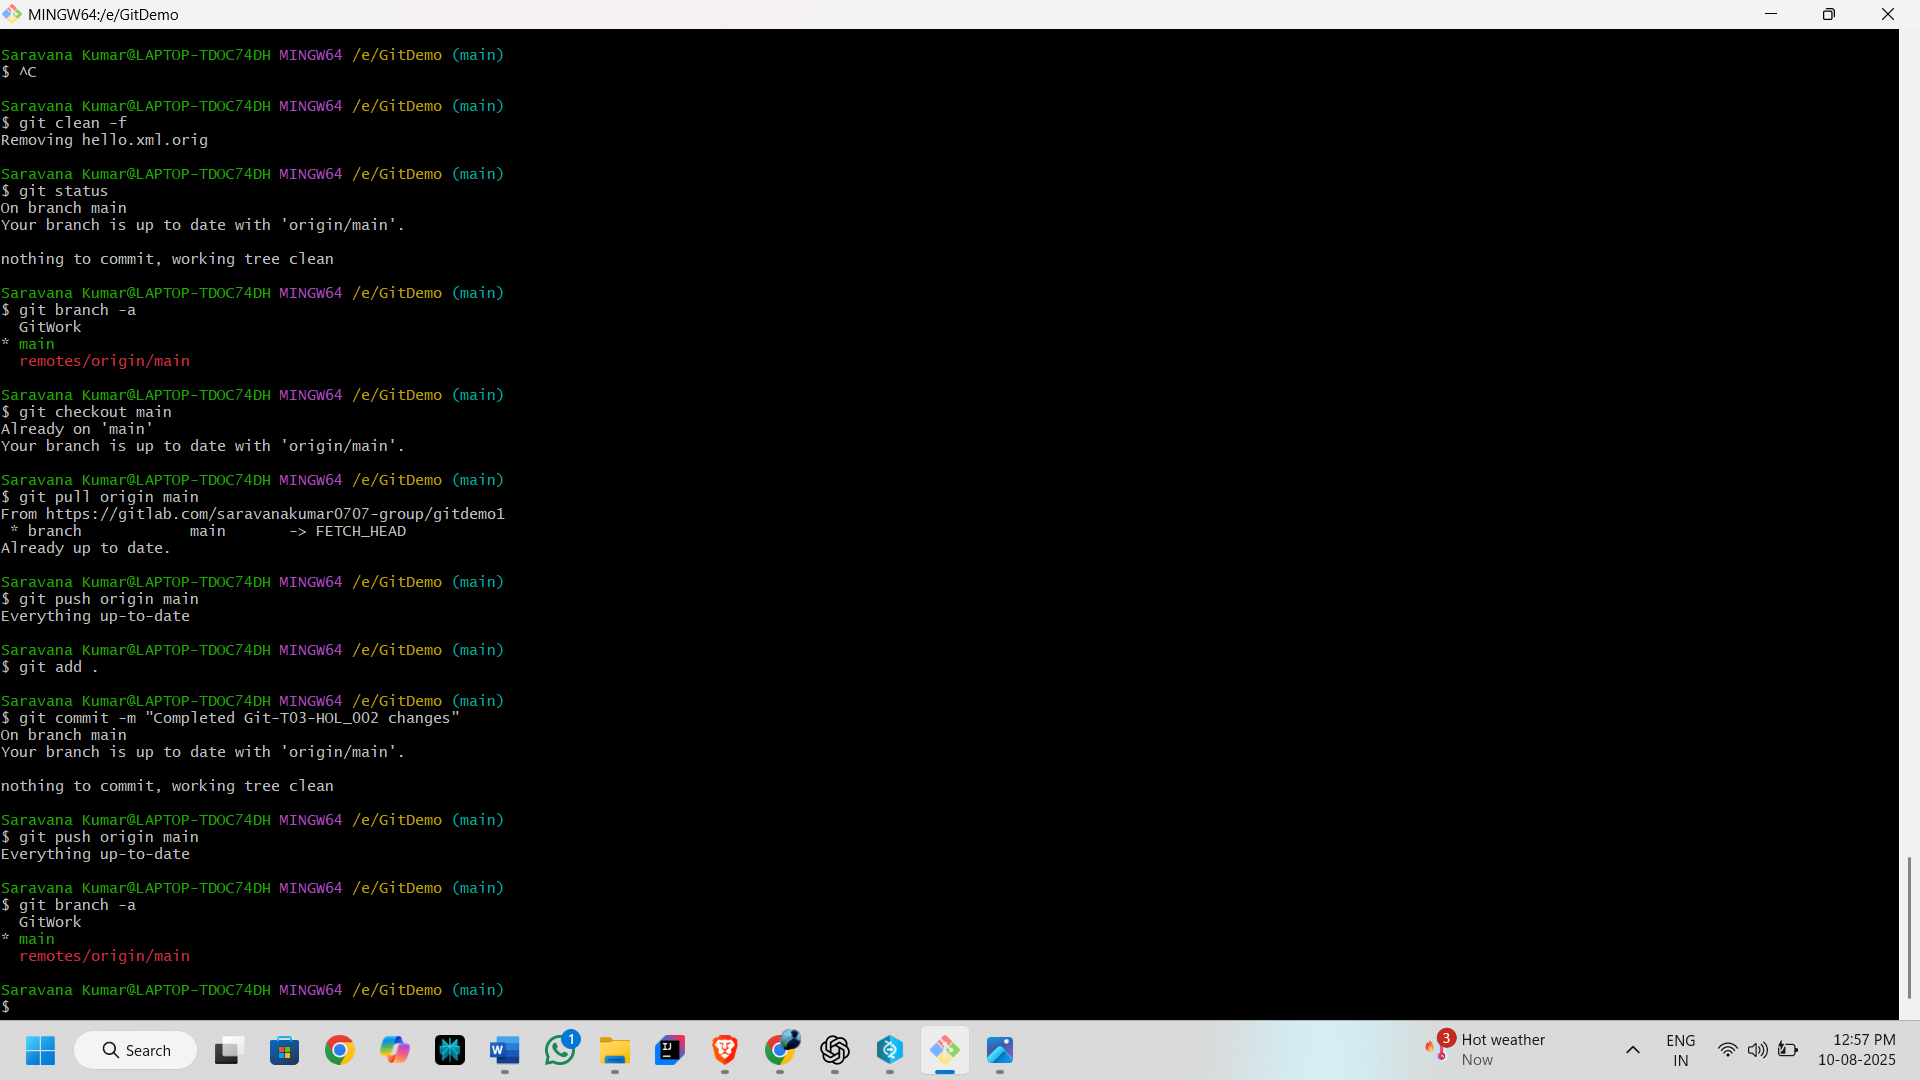 MINGW64:/e/GitDemo
Saravana Kumar@LAPTOP-TDOC74DH MINGW64 /e/GitDemo (main)
$ ^C
Saravana Kumar@LAPTOP-TDOC74DH MINGW64 /e/GitDemo (main)
$ git clean -f
Removing hello.xml.orig
Saravana Kumar@LAPTOP-TDOC74DH MINGW64 /e/GitDemo (main)
$ git status
On branch main
Your branch is up to date with 'origin/main'.
nothing to commit, working tree clean
Saravana Kumar@LAPTOP-TDOC74DH MINGW64 /e/GitDemo (main)
$ git branch -a
  GitWork
* main
  remotes/origin/main
Saravana Kumar@LAPTOP-TDOC74DH MINGW64 /e/GitDemo (main)
$ git checkout main
Already on 'main'
Your branch is up to date with 'origin/main'.
Saravana Kumar@LAPTOP-TDOC74DH MINGW64 /e/GitDemo (main)
$ git pull origin main
From https://gitlab.com/saravanakumar0707-group/gitdemo1
 * branch            main       -> FETCH_HEAD
Already up to date.
Saravana Kumar@LAPTOP-TDOC74DH MINGW64 /e/GitDemo (main)
$ git push origin main
Everything up-to-date
Saravana Kumar@LAPTOP-TDOC74DH MINGW64 /e/GitDemo (main)
$ git add .
Saravana Kumar@LAPTOP-TDOC74DH MINGW64 /e/GitDemo (main)
$ git commit -m "Completed Git-T03-HOL_002 changes"
On branch main
Your branch is up to date with 'origin/main'.
nothing to commit, working tree clean
Saravana Kumar@LAPTOP-TDOC74DH MINGW64 /e/GitDemo (main)
$ git push origin main
Everything up-to-date
Saravana Kumar@LAPTOP-TDOC74DH MINGW64 /e/GitDemo (main)
$ git branch -a
  GitWork
* main
  remotes/origin/main
Saravana Kumar@LAPTOP-TDOC74DH MINGW64 /e/GitDemo (main)
$
Search
W
1
IJ
3
Hot weather
Now
ENG
IN
12:57 PM
10-08-2025